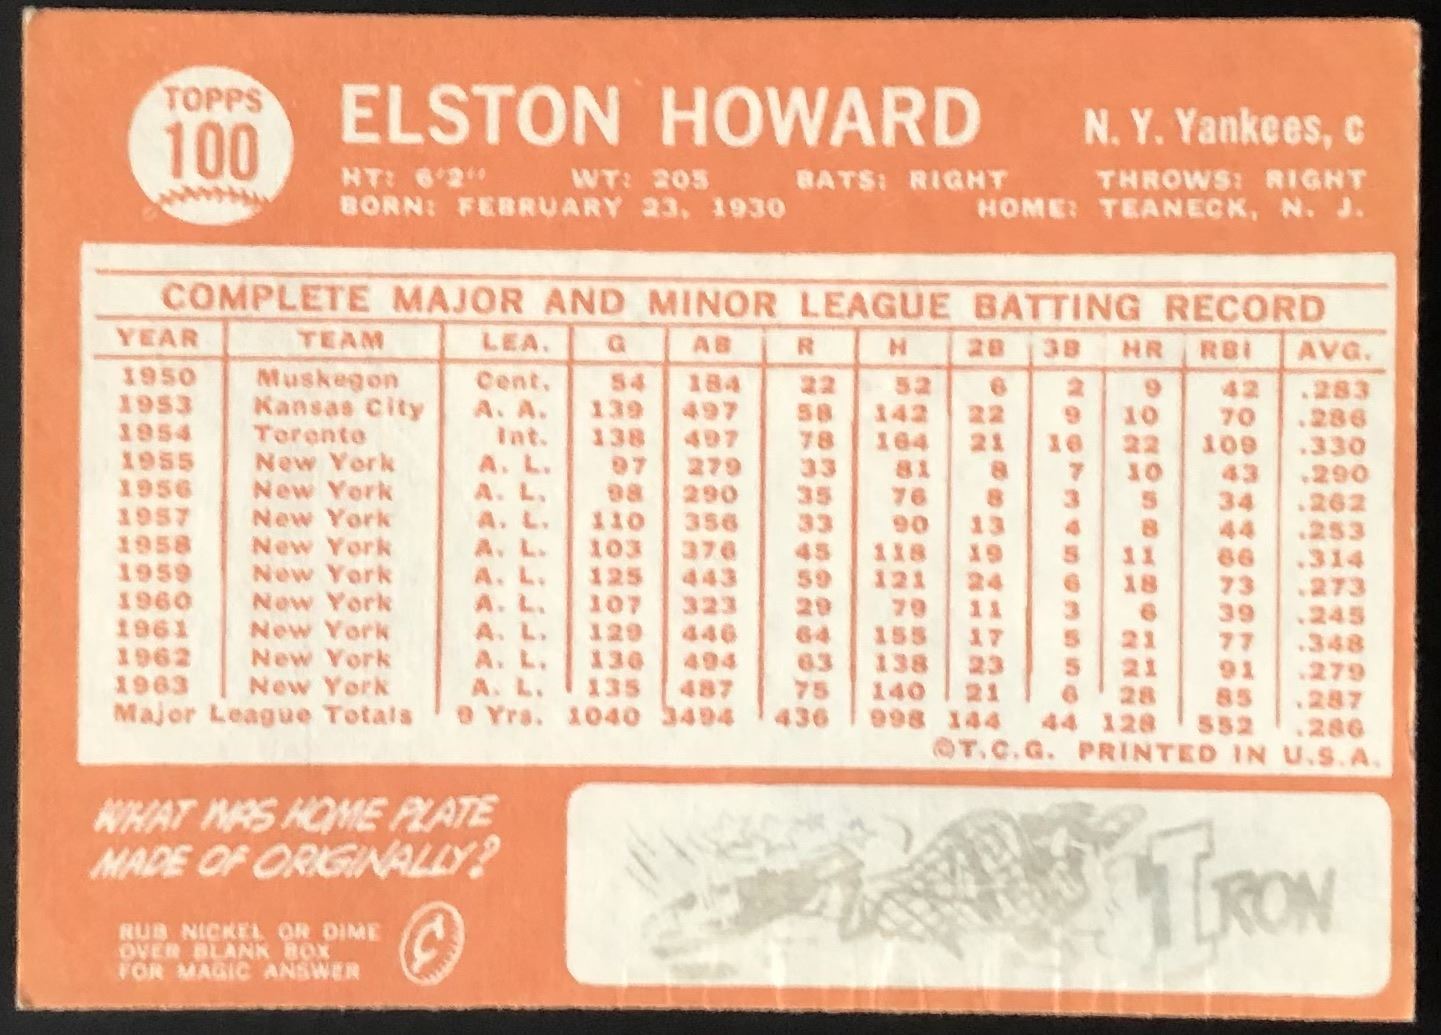 TOPPS
100
ELSTON HOWARD
N. Y. Yankees, c
HT: 6'2" WT: 205 BATS: RIGHT THROWS: RIGHT
BORN: FEBRUARY 23, 1930 HOME: TEANECK, N. J.
COMPLETE MAJOR AND MINOR LEAGUE BATTING RECORD
YEAR TEAM LEA. G AB R H 2B 3B HR RBI AVG.
1950 Muskegon Cent. 54 184 22 52 6 2 9 42 .283
1953 Kansas City A. A. 139 497 58 142 22 9 10 70 .286
1954 Toronto Int. 138 497 78 164 21 16 22 109 .330
1955 New York A. L. 97 279 33 81 8 7 10 43 .290
1956 New York A. L. 98 290 35 76 8 3 5 34 .262
1957 New York A. L. 110 356 33 90 13 4 8 44 .253
1958 New York A. L. 103 376 45 118 19 5 11 66 .314
1959 New York A. L. 125 443 59 121 24 6 18 73 .273
1960 New York A. L. 107 323 29 79 11 3 6 39 .245
1961 New York A. L. 129 446 64 155 17 5 21 77 .348
1962 New York A. L. 136 494 63 138 23 5 21 91 .279
1963 New York A. L. 135 487 75 140 21 6 28 85 .287
Major League Totals 9 Yrs. 1040 3494 436 998 144 44 128 552 .286
©T.C.G. PRINTED IN U.S.A.
WHAT WAS HOME PLATE
MADE OF ORIGINALLY?
RUB NICKEL OR DIME
OVER BLANK BOX
FOR MAGIC ANSWER
IRON